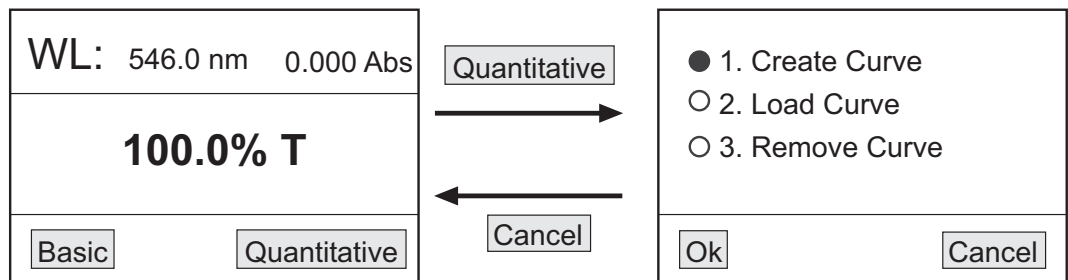 WL: 546.0 nm 0.000 Abs
100.0% T
Basic Quantitative
Quantitative
Cancel
1. Create Curve
2. Load Curve
3. Remove Curve
Ok Cancel